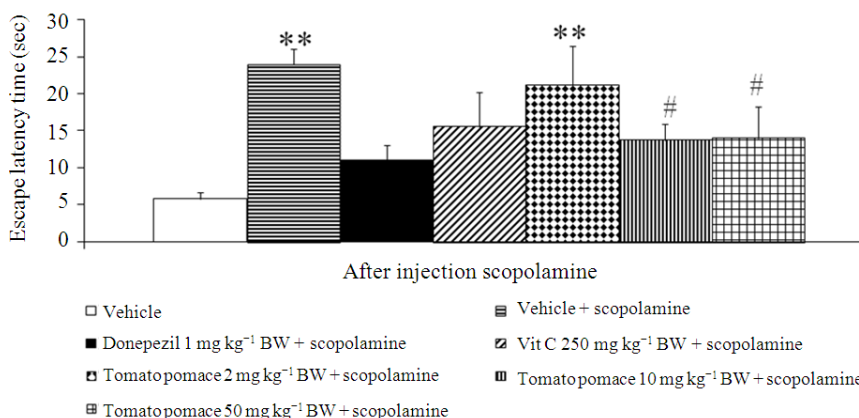 Escape latency time (sec)
30
25
20
15
10
5
0
**
**
#
#
After injection scopolamine
Vehicle
Vehicle + scopolamine
Donepezil 1 mg kg⁻¹ BW + scopolamine
Vit C 250 mg kg⁻¹ BW + scopolamine
Tomato pomace 2 mg kg⁻¹ BW + scopolamine
Tomato pomace 10 mg kg⁻¹ BW + scopolamine
Tomato pomace 50 mg kg⁻¹ BW + scopolamine